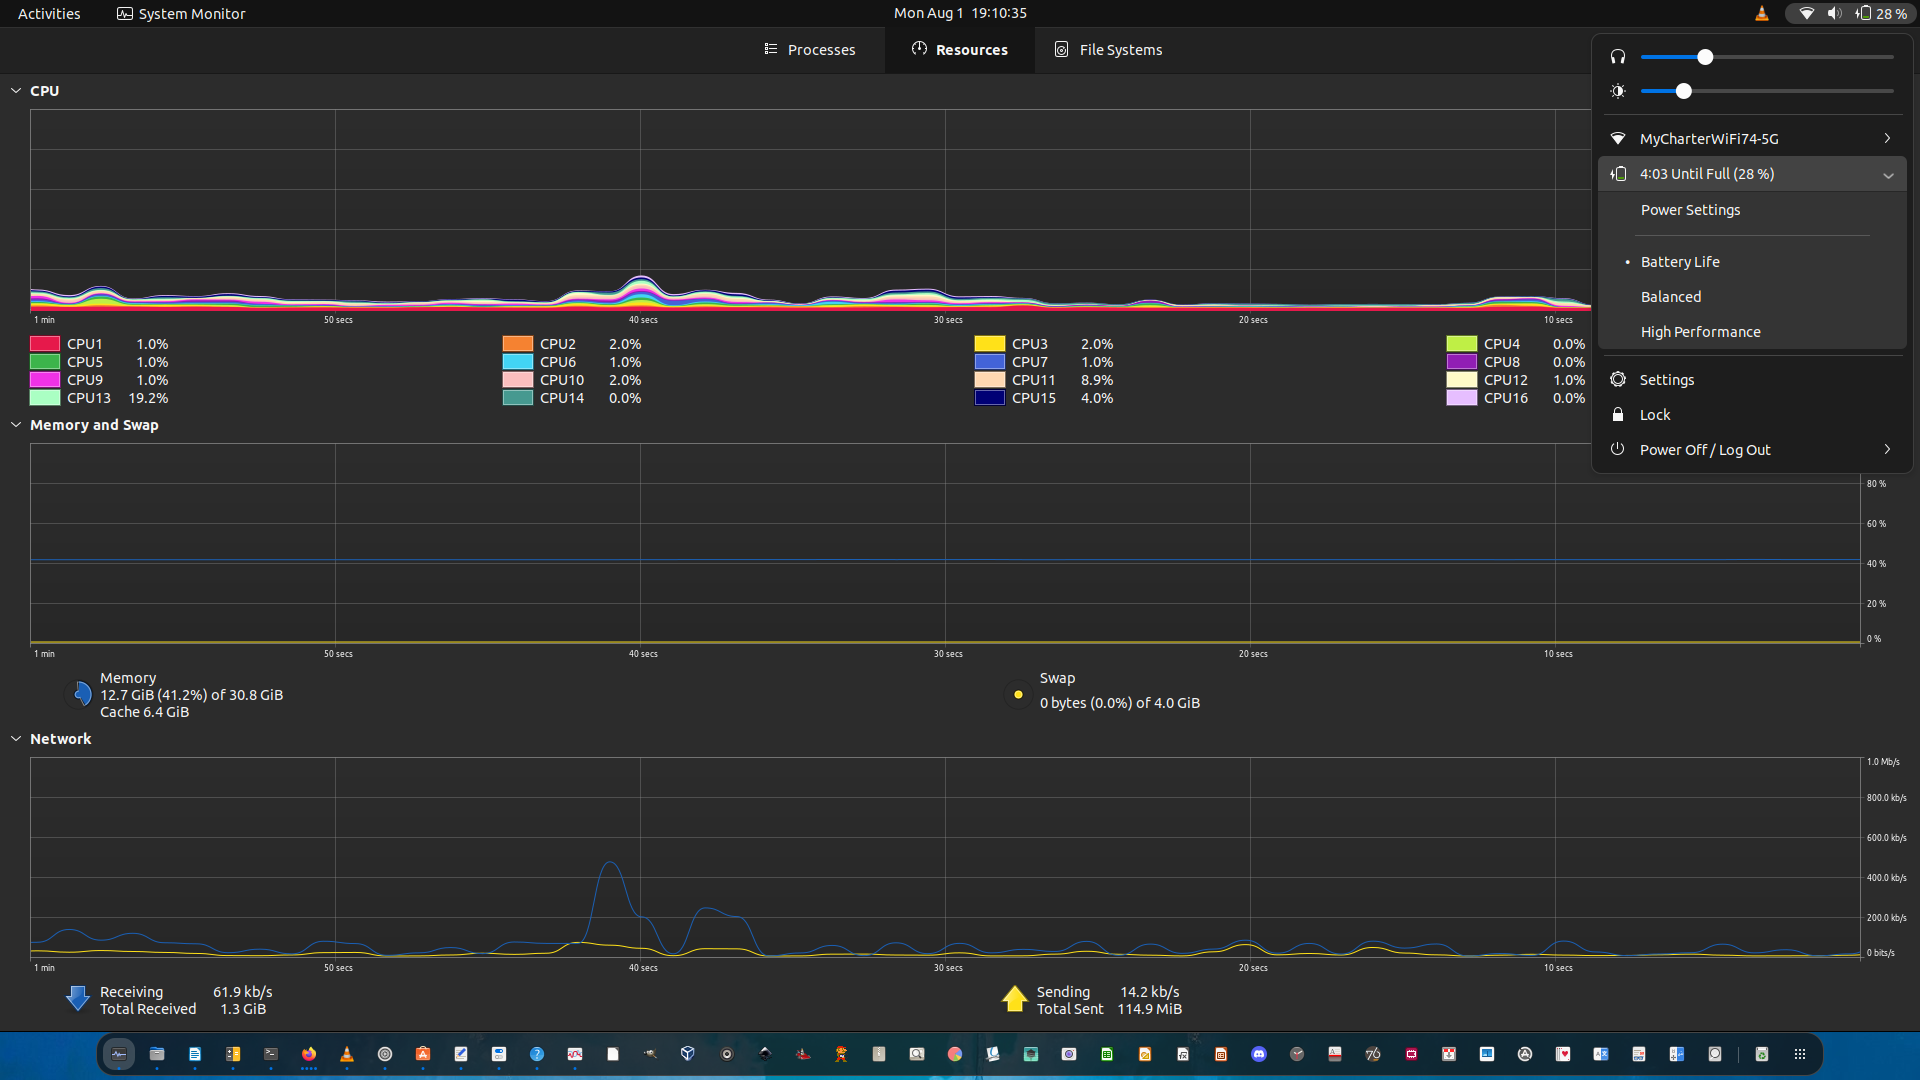 Activities
System Monitor
Mon Aug 1 19:10:35
28 %
Processes
Resources
File Systems
CPU
1 min
50 secs
40 secs
30 secs
20 secs
10 secs
CPU1 1.0%
CPU2 2.0%
CPU3 2.0%
CPU4 0.0%
CPU5 1.0%
CPU6 1.0%
CPU7 1.0%
CPU8 0.0%
CPU9 1.0%
CPU10 2.0%
CPU11 8.9%
CPU12 1.0%
CPU13 19.2%
CPU14 0.0%
CPU15 4.0%
CPU16 0.0%
MyCharterWiFi74-5G
4:03 Until Full (28 %)
Power Settings
Battery Life
Balanced
High Performance
Settings
Lock
Power Off / Log Out
Memory and Swap
80 %
60 %
40 %
20 %
0 %
1 min
50 secs
40 secs
30 secs
20 secs
10 secs
Memory
12.7 GiB (41.2%) of 30.8 GiB
Cache 6.4 GiB
Swap
0 bytes (0.0%) of 4.0 GiB
Network
1.0 Mb/s
800.0 kb/s
600.0 kb/s
400.0 kb/s
200.0 kb/s
0 bits/s
1 min
50 secs
40 secs
30 secs
20 secs
10 secs
Receiving 61.9 kb/s
Total Received 1.3 GiB
Sending 14.2 kb/s
Total Sent 114.9 MiB